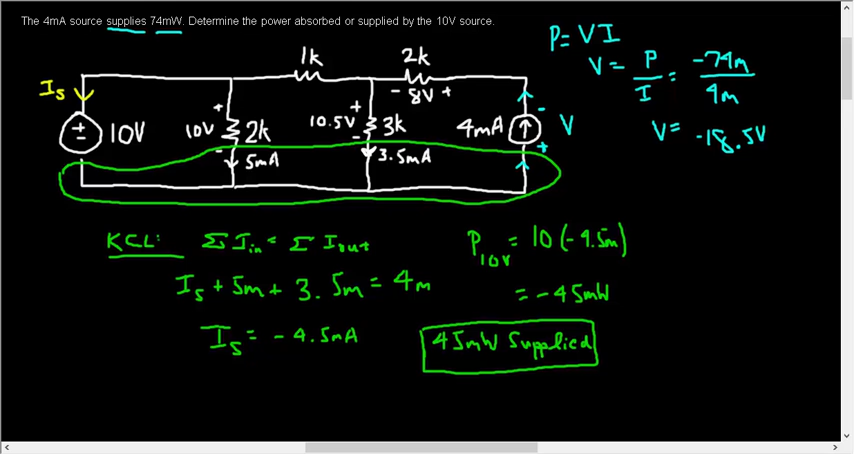 The 4mA source supplies 74mW. Determine the power absorbed or supplied by the 10V source.
P = VI
V = P/I = -74m/4m
V = -18.5V
1k
2k
- 8V +
Is
+
-
10V
10V
+
-
2k
5mA
10.5V
+
-
3k
3.5mA
4mA
-
V
+
KCL: Σ Iin = Σ Iout
Is + 5m + 3.5m = 4m
Is = -4.5mA
P10V = 10(-4.5m)
= -45mW
45mW Supplied